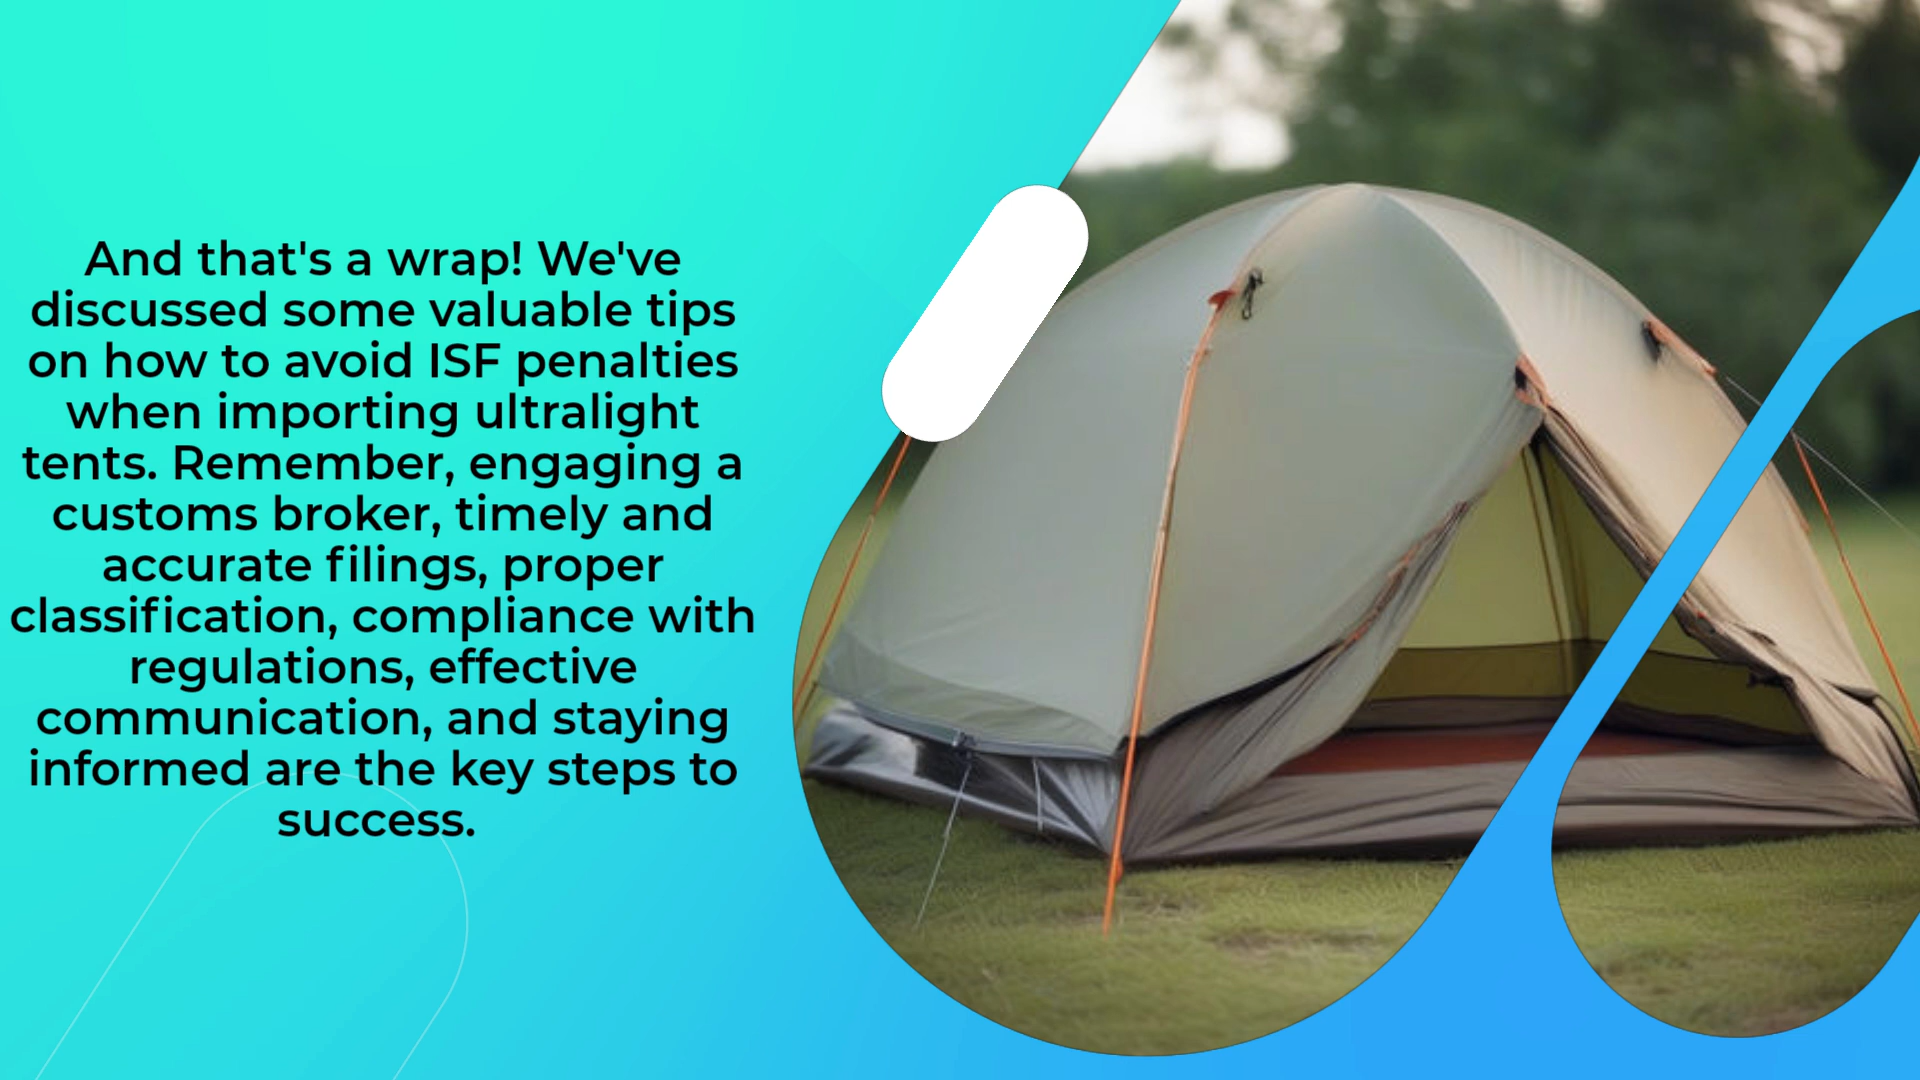 And that's a wrap! We've
discussed some valuable tips
on how to avoid ISF penalties
when importing ultralight
tents. Remember, engaging a
customs broker, timely and
accurate filings, proper
classification, compliance with
regulations, effective
communication, and staying
informed are the key steps to
success.